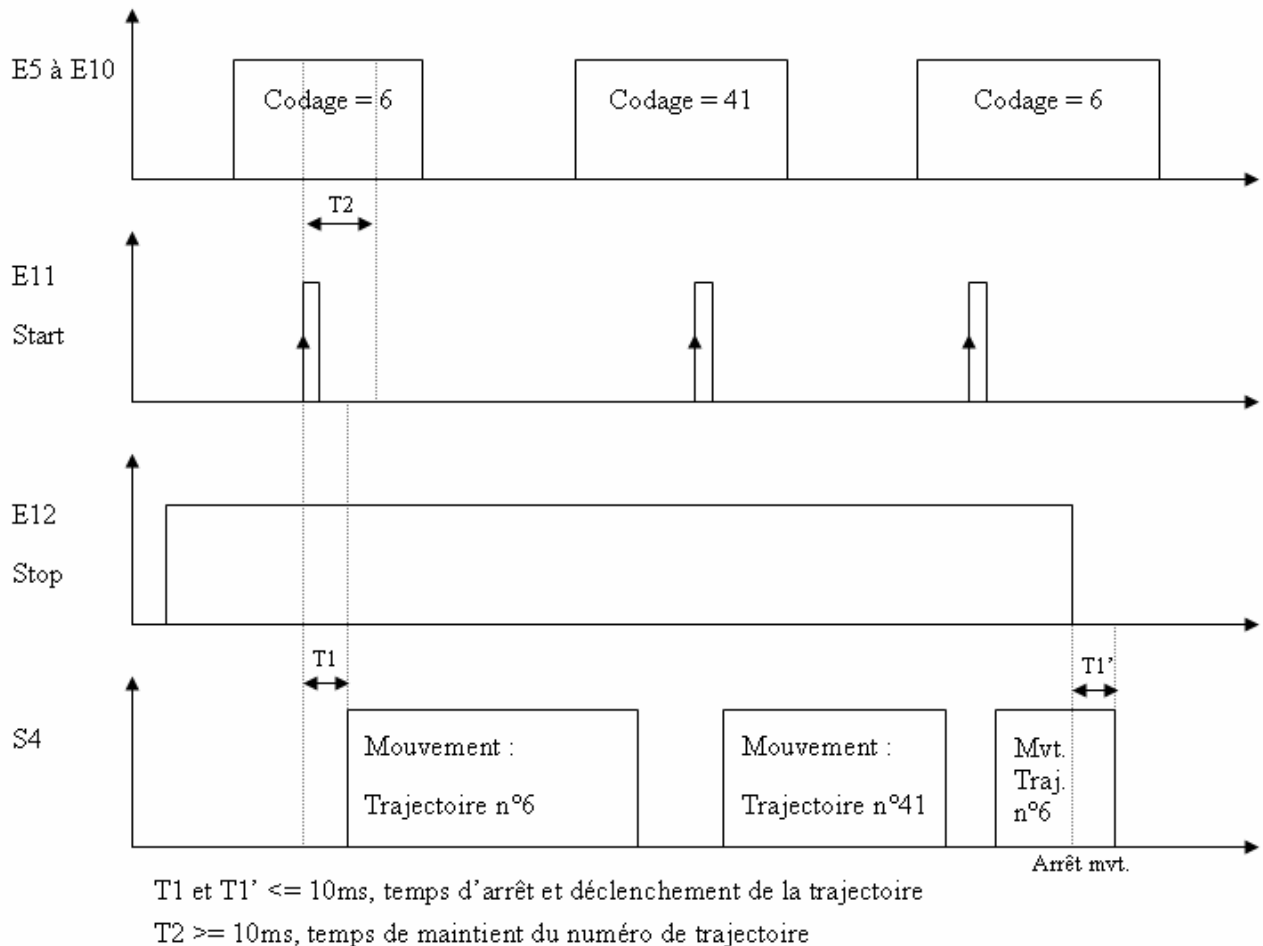 E5 à E10
Codage = 6
Codage = 41
Codage = 6
T2
E11
Start
E12
Stop
T1
T1’
S4
Mouvement :
Trajectoire n°6
Mouvement :
Trajectoire n°41
Mvt.
Traj.
n°6
Arrêt mvt.
T1 et T1’ <= 10ms, temps d’arrêt et déclenchement de la trajectoire
T2 >= 10ms, temps de maintient du numéro de trajectoire